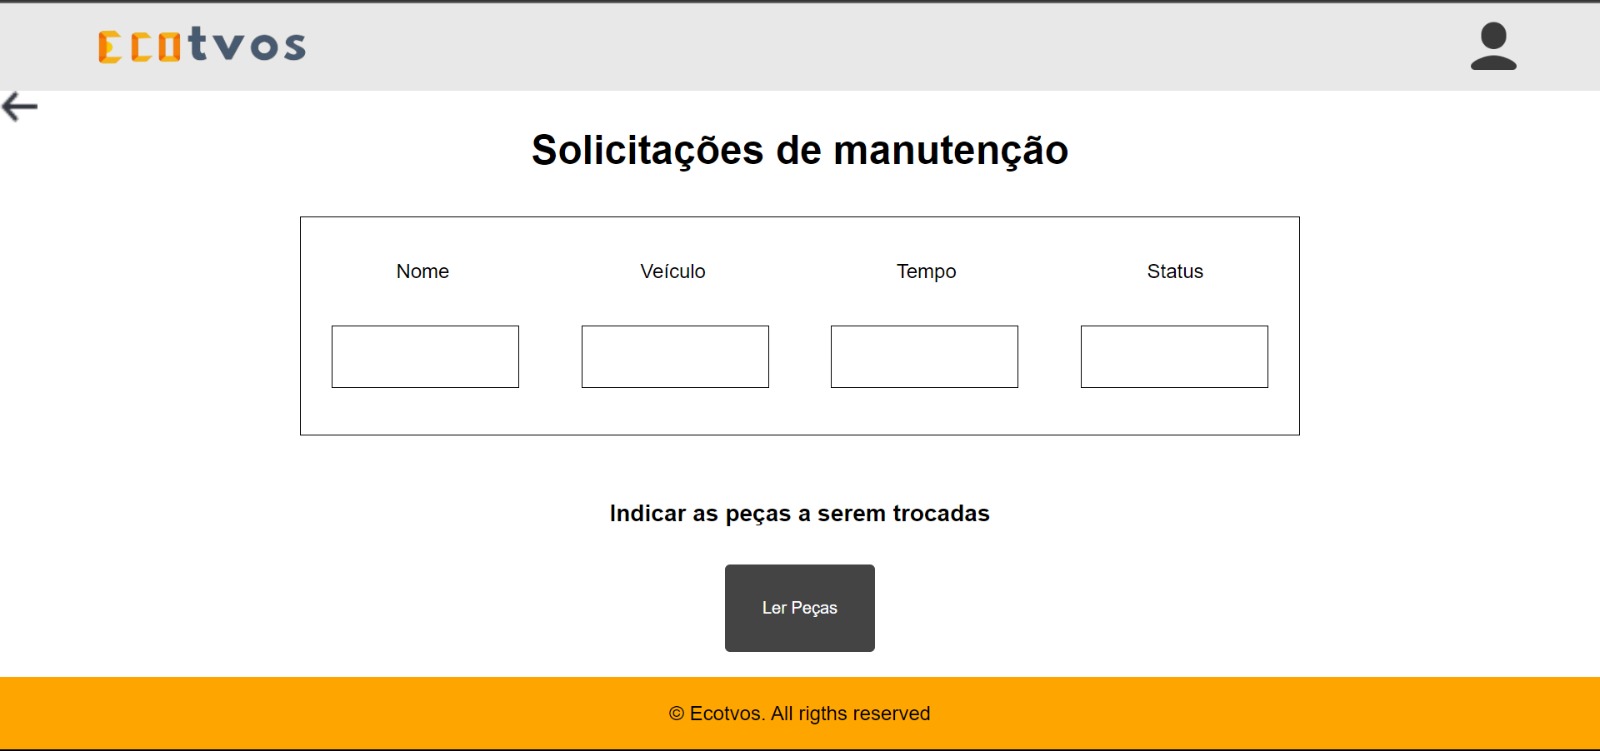 Ecotvos
Solicitações de manutenção
Nome Veículo Tempo Status
Indicar as peças a serem trocadas
Ler Peças
© Ecotvos. All rigths reserved